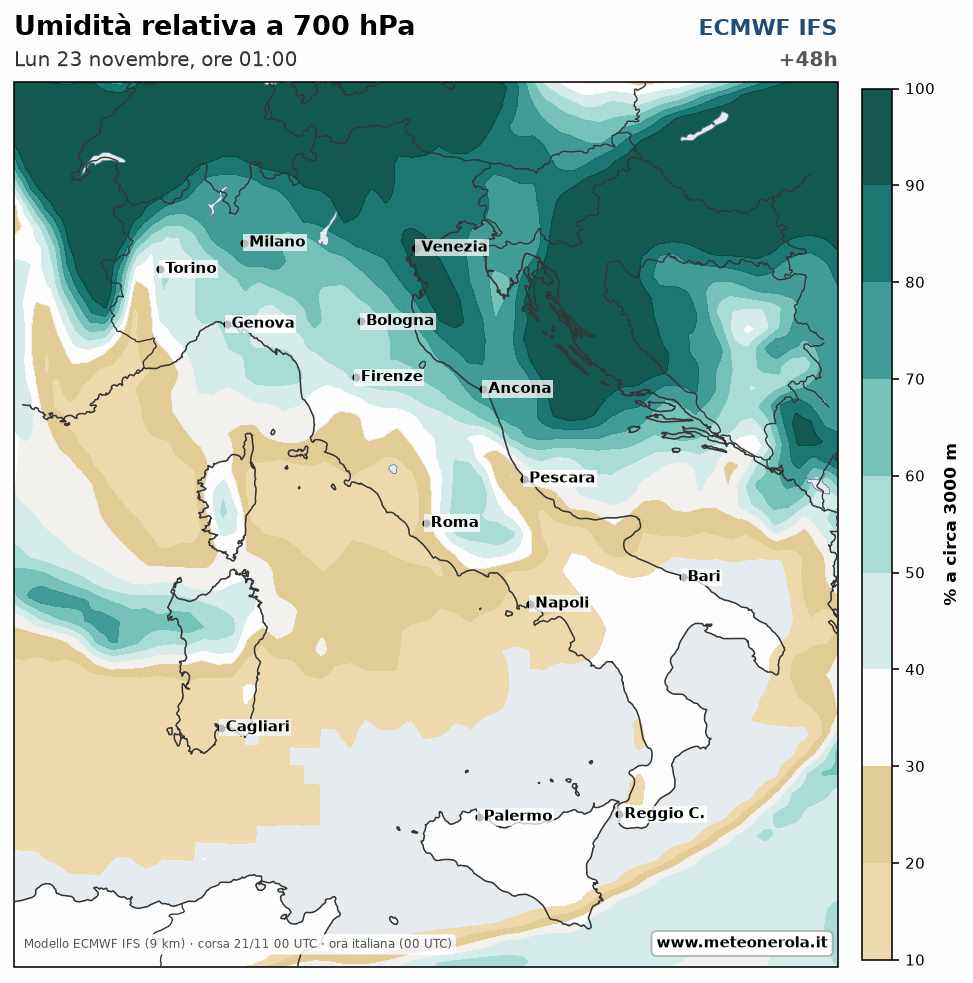 Umidità relativa a 700 hPa
ECMWF IFS
Lun 23 novembre, ore 01:00
+48h
100
90
80
70
60
50
40
30
20
10
% a circa 3000 m
Milano
Venezia
Torino
Genova
Bologna
Firenze
Ancona
Pescara
Roma
Bari
Napoli
Cagliari
Palermo
Reggio C.
Modello ECMWF IFS (9 km) · corsa 21/11 00 UTC · ora italiana (00 UTC)
www.meteonerola.it